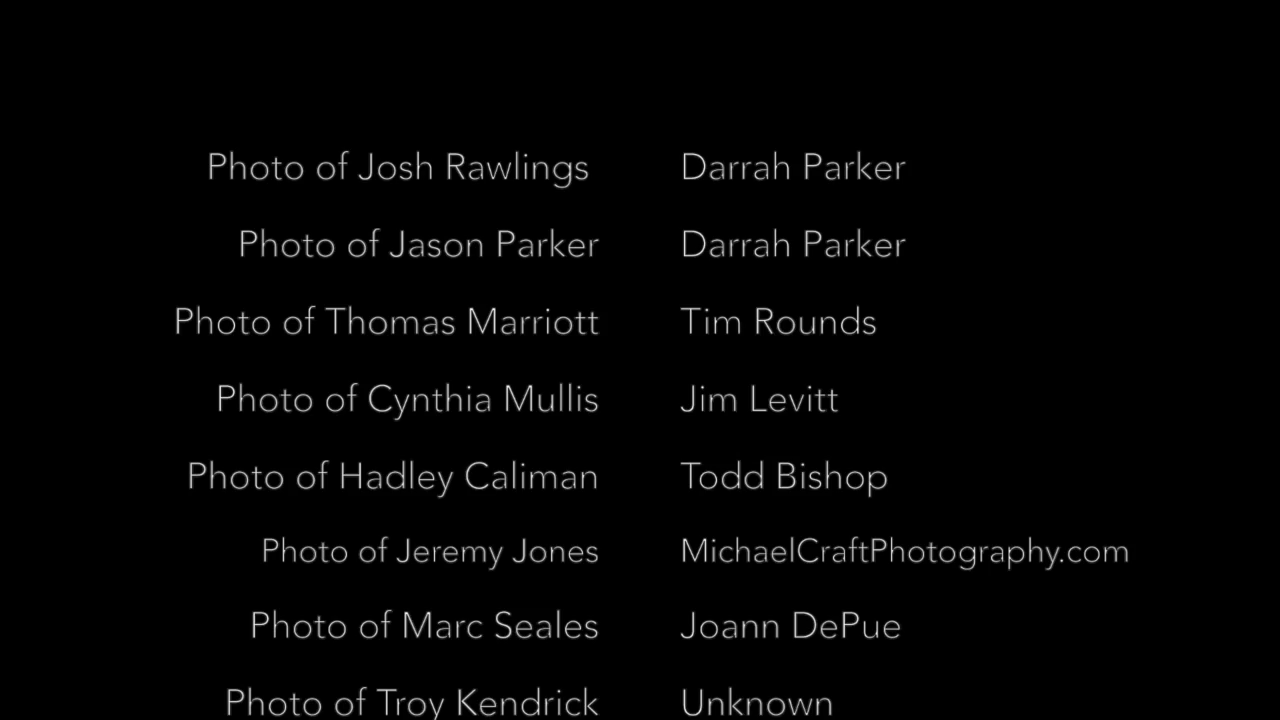 Photo of Josh Rawlings Darrah Parker
Photo of Jason Parker Darrah Parker
Photo of Thomas Marriott Tim Rounds
Photo of Cynthia Mullis Jim Levitt
Photo of Hadley Caliman Todd Bishop
Photo of Jeremy Jones MichaelCraftPhotography.com
Photo of Marc Seales Joann DePue
Photo of Troy Kendrick Unknown